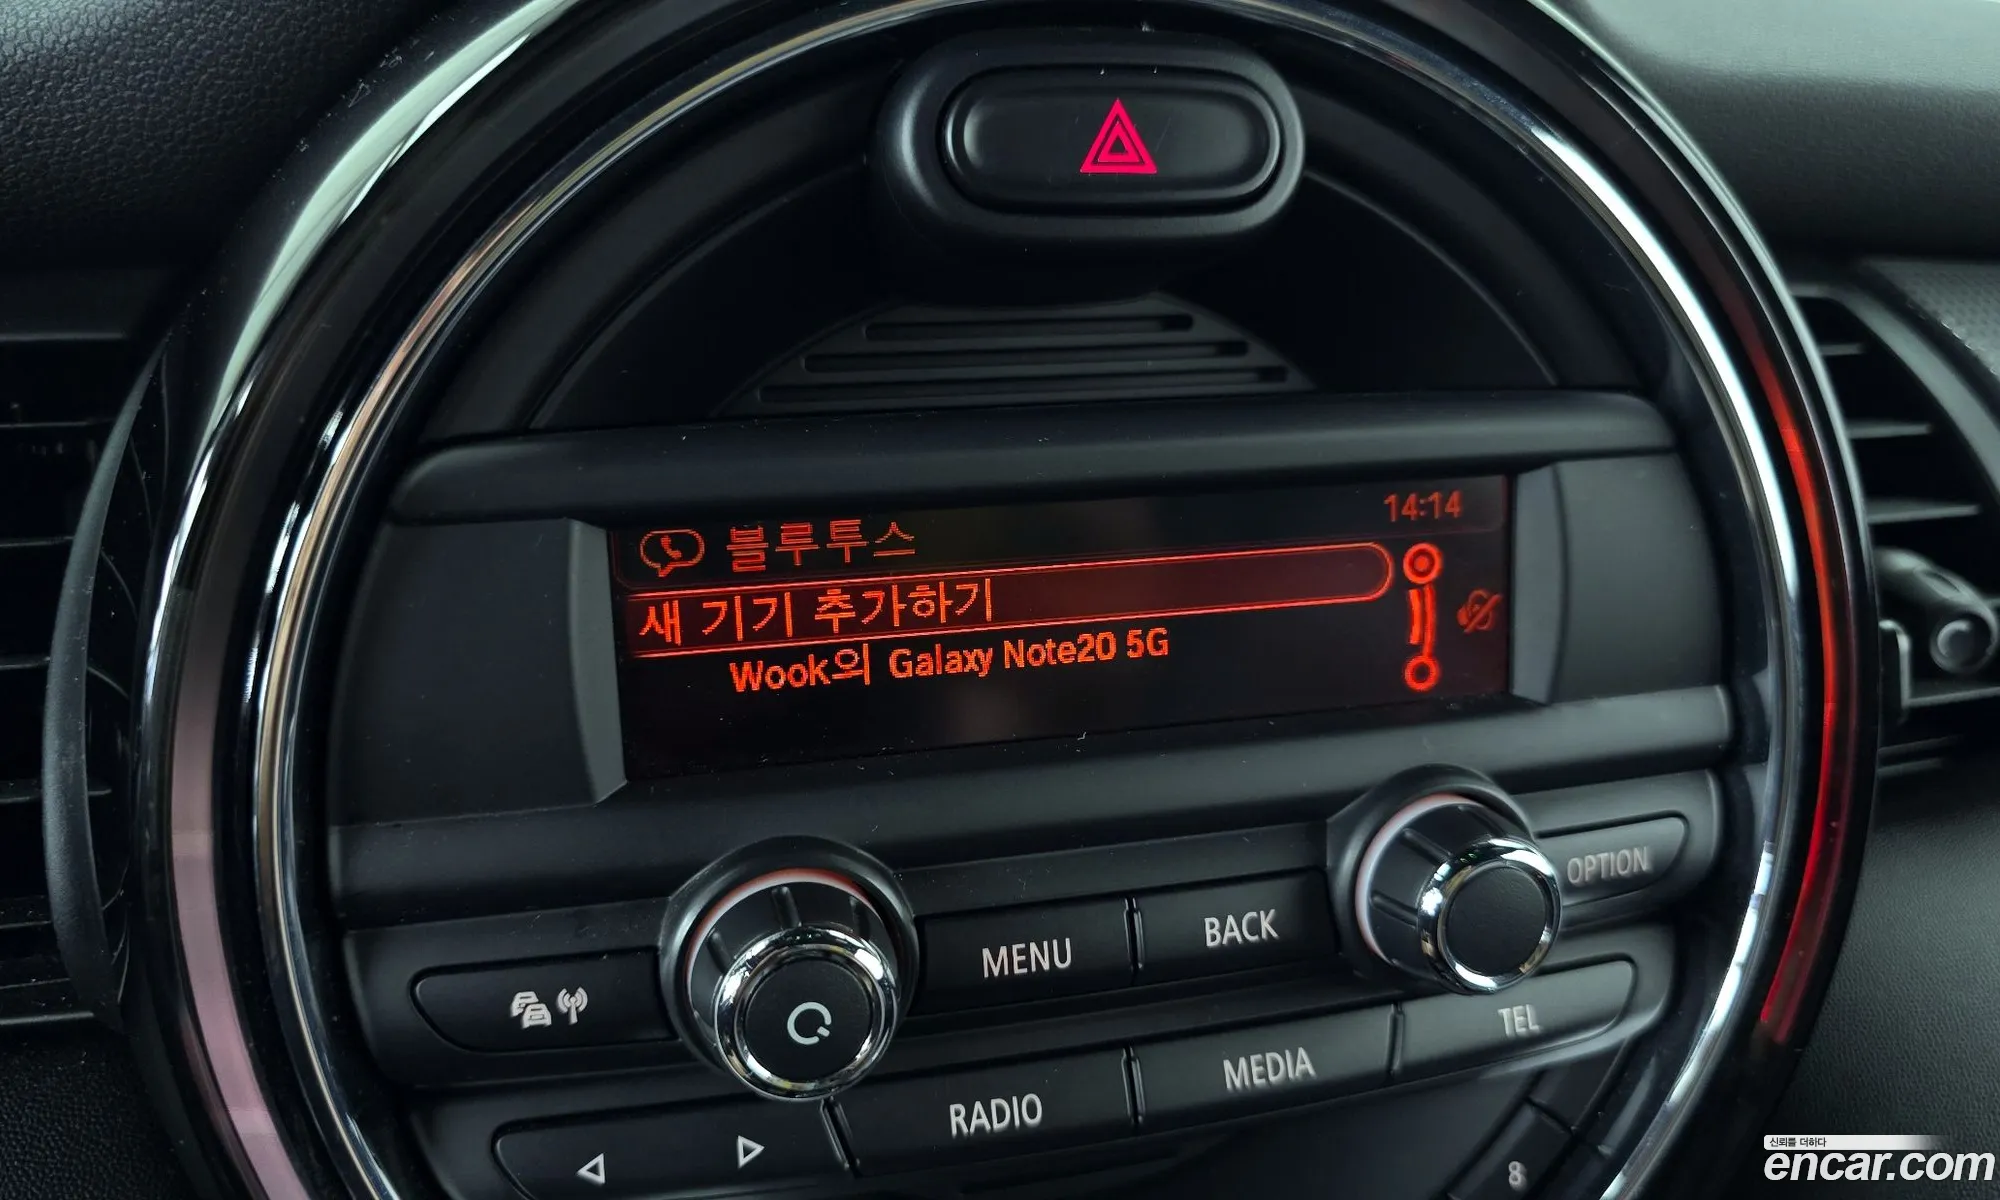 14:14
블루투스
새 기기 추가하기
Wook의 Galaxy Note20 5G
OPTION
MENU
BACK
TEL
RADIO
MEDIA
8
신뢰를 더하다
encar.com